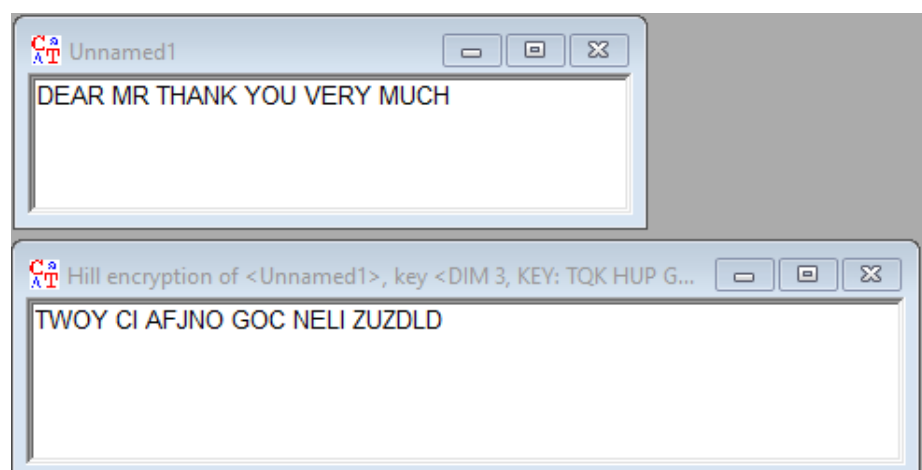 Unnamed1
DEAR MR THANK YOU VERY MUCH
Hill encryption of <Unnamed1>, key <DIM 3, KEY: TQK HUP G...
TWOY CI AFJNO GOC NELI ZUZDLD